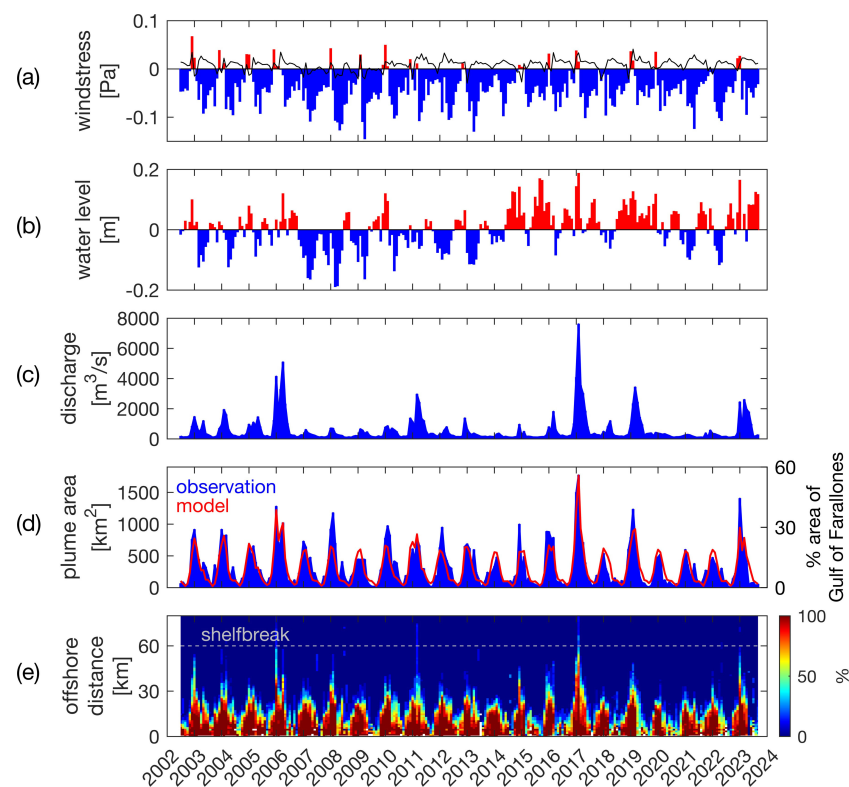 (a)
windstress
[Pa]
0.1
0
-0.1
(b)
water level
[m]
0.2
0
-0.2
(c)
discharge
[m3/s]
8000
6000
4000
2000
0
(d)
plume area
[km2]
1500
1000
500
0
observation
model
60
30
0
% area of
Gulf of Farallones
(e)
offshore
distance
[km]
60
30
0
shelfbreak
100
50
0
%
2002
2003
2004
2005
2006
2007
2008
2009
2010
2011
2012
2013
2014
2015
2016
2017
2018
2019
2020
2021
2022
2023
2024